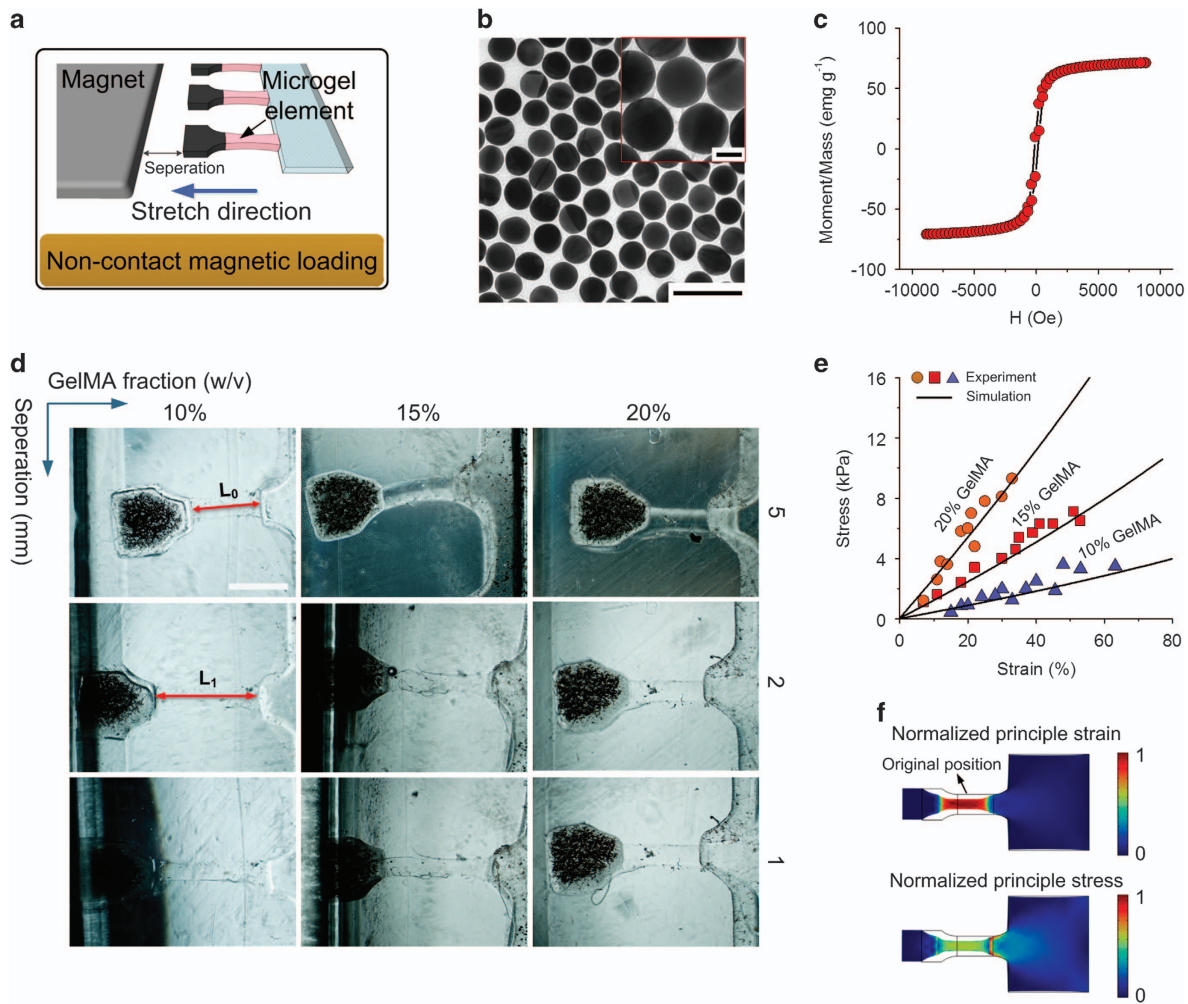 a
Magnet
Microgel
element
Seperation
Stretch direction
Non-contact magnetic loading
b
c
Moment/Mass (emg g⁻¹)
100
50
0
-50
-100
-10000 -5000 0 5000 10000
H (Oe)
d
GelMA fraction (w/v)
10% 15% 20%
Seperation (mm)
L₀
5
L₁
2
1
e
Stress (kPa)
16
12
8
4
0
Experiment
Simulation
20% GelMA
15% GelMA
10% GelMA
0 20 40 60 80
Strain (%)
f
Normalized principle strain
Original position
1
0
Normalized principle stress
1
0